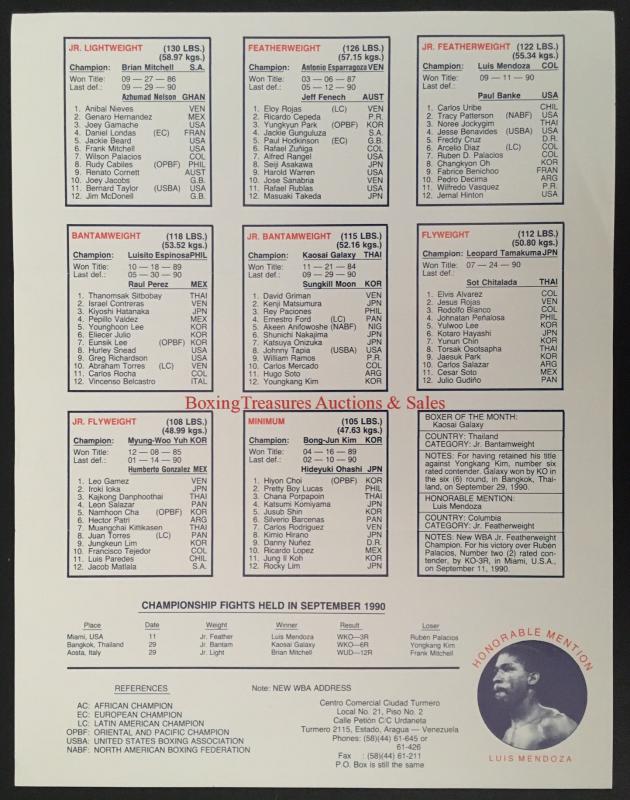 JR. LIGHTWEIGHT (130 LBS.)
(58.97 kgs.)
Champion: Brian Mitchell S.A.
Won Title: 09 — 27 — 86
Last def.: 09 — 29 — 90
Azhumad Nelson GHAN
1. Anibal Nieves VEN
2. Genaro Hernandez MEX
3. Joey Gamache USA
4. Daniel Londas (EC) FRAN
5. Jackie Beard USA
6. Frank Mitchell USA
7. Wilson Palacios COL
8. Rudy Cabiles (OPBF) PHIL
9. Renato Cornett AUST
10. Joey Jacobs G.B.
11. Bernard Taylor (USBA) USA
12. Jim McDonell G.B.
FEATHERWEIGHT (126 LBS.)
(57.15 kgs.)
Champion: Antonio Esparragoza VEN
Won Title: 03 — 06 — 87
Last def.: 05 — 12 — 90
Jeff Fenech AUST
1. Eloy Rojas (LC) VEN
2. Ricardo Cepeda P.R.
3. Yungkyun Park (OPBF) KOR
4. Jackie Gunguluza S.A.
5. Paul Hodkinson (EC) G.B.
6. Rafael Zuñiga COL
7. Alfred Rangel USA
8. Seiji Asakawa JPN
9. Harold Warren USA
10. Jose Sanabria VEN
11. Rafael Rublas USA
12. Masuaki Takeda JPN
JR. FEATHERWEIGHT (122 LBS.)
(55.34 kgs.)
Champion: Luis Mendoza COL
Won Title: 09 — 11 — 90
Last def.:
Paul Banke USA
1. Carlos Uribe CHIL
2. Tracy Patterson (NABF) USA
3. Noree Jockygim THAI
4. Jesse Benavides (USBA) USA
5. Freddy Cruz D.R.
6. Arcelio Diaz (LC) COL
7. Ruben D. Palacios COL
8. Changkyon Oh KOR
9. Fabrice Benichoo FRAN
10. Pedro Decima ARG
11. Wilfredo Vasquez P.R.
12. Jemal Hinton USA
BANTAMWEIGHT (118 LBS.)
(53.52 kgs.)
Champion: Luisito Espinosa PHIL
Won Title: 10 — 18 — 89
Last def.: 05 — 30 — 90
Raul Perez MEX
1. Thanomsak Sitbobay THAI
2. Israel Contreras VEN
3. Kiyoshi Hatanaka JPN
4. Pepillo Valdez MEX
5. Younghoon Lee KOR
6. Eliecer Julio KOR
7. Eunsik Lee (OPBF) KOR
8. Hurley Snead USA
9. Greg Richardson USA
10. Abraham Torres (LC) VEN
11. Carlos Rocha COL
12. Vincenso Belcastro ITAL
JR. BANTAMWEIGHT (115 LBS.)
(52.16 kg.)
Champion: Kaosai Galaxy THAI
Won Title: 11 — 21 — 84
Last def.: 09 — 29 — 90
Sungkill Moon KOR
1. David Griman VEN
2. Kenji Matsumura JPN
3. Rey Paciones PHIL
4. Ernestro Ford (LC) PAN
5. Akeen Anifowoshe (NABF) NIG
6. Shunichi Nakajima JPN
7. Katsuya Onizuka JPN
8. Johnny Tapia (USBA) USA
9. William Ramos P.R.
10. Carlos Mercado COL
11. Hugo Soto ARG
12. Youngkang Kim KOR
FLYWEIGHT (112 LBS.)
(50.80 kg.)
Champion: Leopard Tamakuma JPN
Won Title: 07 — 24 — 90
Last def.:
Sot Chitalada THAI
1. Elvis Alvarez COL
2. Jesus Rojas VEN
3. Rodolfo Blanco COL
4. Johnatan Peñalosa PHIL
5. Yulwoo Lee KOR
6. Kotaro Hayashi JPN
7. Yunun Chin KOR
8. Torsak Osotsapha THAI
9. Jaesuk Park KOR
10. Carlos Salazar ARG
11. Cesar Soto MEX
12. Julio Gudiño PAN
BoxingTreasures Auctions & Sales
JR. FLYWEIGHT (108 LBS.)
(48.99 kg.)
Champion: Myung-Woo Yuh KOR
Won Title: 12 — 08 — 85
Last def.: 01 — 14 — 90
Humberto Gonzalez MEX
1. Leo Gamez VEN
2. Iroki Ioka JPN
3. Kajkong Danphoothai THAI
4. Leon Salazar PAN
5. Namhoon Cha (OPBF) KOR
6. Hector Patri ARG
7. Muangchai Kittikasen THAI
8. Juan Torres (LC) PAN
9. Jungkeun Lim KOR
10. Francisco Tejedor COL
11. Luis Paredes CHIL
12. Jacob Matlala S.A.
MINIMUM (105 LBS.)
(47.63 kg.)
Champion: Bong-Jun Kim KOR
Won Title: 04 — 16 — 89
Last def.: 02 — 10 — 90
Hideyuki Ohashi JPN
1. Hiyon Choi (OPBF) KOR
2. Pretty Boy Lucas PHIL
3. Chana Porpapoin THAI
4. Katsumi Komiyama JPN
5. Jusub Shin KOR
6. Silverio Barcenas PAN
7. Carlos Rodriguez VEN
8. Kimio Hirano JPN
9. Danny Nuñez D.R.
10. Ricardo Lopez MEX
11. Jung Il Koh KOR
12. Rocky Lim JPN
BOXER OF THE MONTH:
Kaosai Galaxy
COUNTRY: Thailand
CATEGORY: Jr. Bantamweight
NOTES: For having retained his title
against Yongkang Kim, number six
rated contender. Galaxy won by KO in
the six (6) round, in Bangkok, Thai-
land, on September 29, 1990.
HONORABLE MENTION:
Luis Mendoza
COUNTRY: Columbia
CATEGORY: Jr. Featherweight
NOTES: New WBA Jr. Featherweight
Champion. For his victory over Rubén
Palacios, Number two (2) rated con-
tender, by KO-3R, in Miami, U.S.A.,
on September 11, 1990.
CHAMPIONSHIP FIGHTS HELD IN SEPTEMBER 1990
Place Date Weight Winner Result Loser
Miami, USA 11 Jr. Feather Luis Mendoza WKO—3R Rubén Palacios
Bangkok, Thailand 29 Jr. Bantam Kaosai Galaxy WKO—6R Yongkang Kim
Aosta, Italy 29 Jr. Light Brian Mitchell WUD—12R Frank Mitchell
REFERENCES
AC: AFRICAN CHAMPION
EC: EUROPEAN CHAMPION
LC: LATIN AMERICAN CHAMPION
OPBF: ORIENTAL AND PACIFIC CHAMPION
USBA: UNITED STATES BOXING ASSOCIATION
NABF: NORTH AMERICAN BOXING FEDERATION
Note: NEW WBA ADDRESS
Centro Comercial Ciudad Turmero
Local No. 21, Piso No. 2
Calle Petión C/C Urdaneta
Turmero 2115, Estado, Aragua — Venezuela
Phones: (58)(44) 61-645 or
61-426
Fax : (58)(44) 61-211
P.O. Box is still the same
HONORABLE MENTION
LUIS MENDOZA